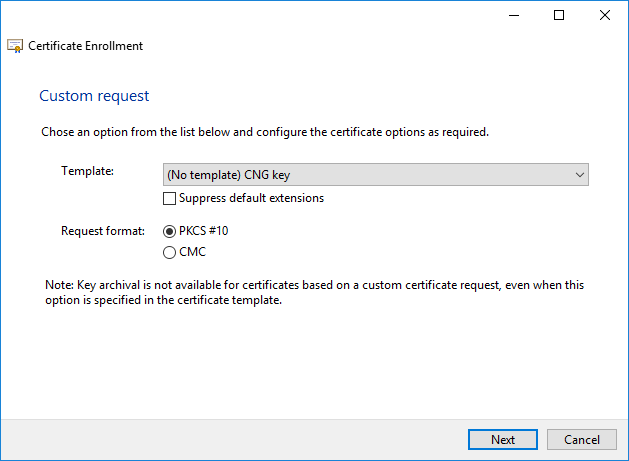 Certificate Enrollment
Custom request
Chose an option from the list below and configure the certificate options as required.
Template:
(No template) CNG key
Suppress default extensions
Request format:
PKCS #10
CMC
Note: Key archival is not available for certificates based on a custom certificate request, even when this
option is specified in the certificate template.
Next
Cancel